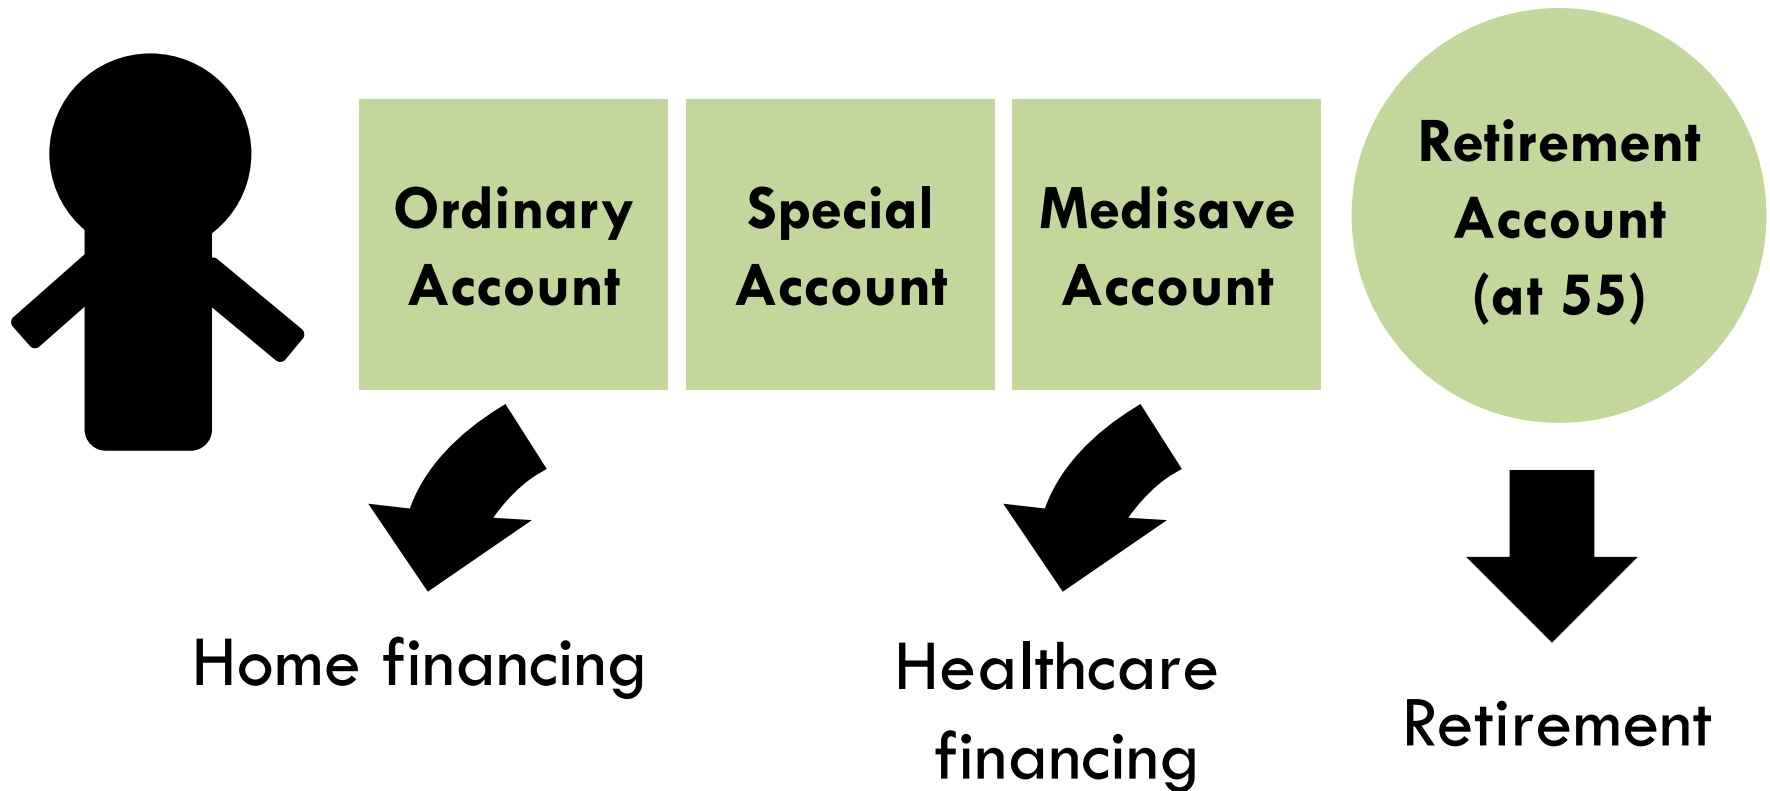 Ordinary
Account
Special
Account
Medisave
Account
Retirement
Account
(at 55)
Home financing
Healthcare
financing
Retirement